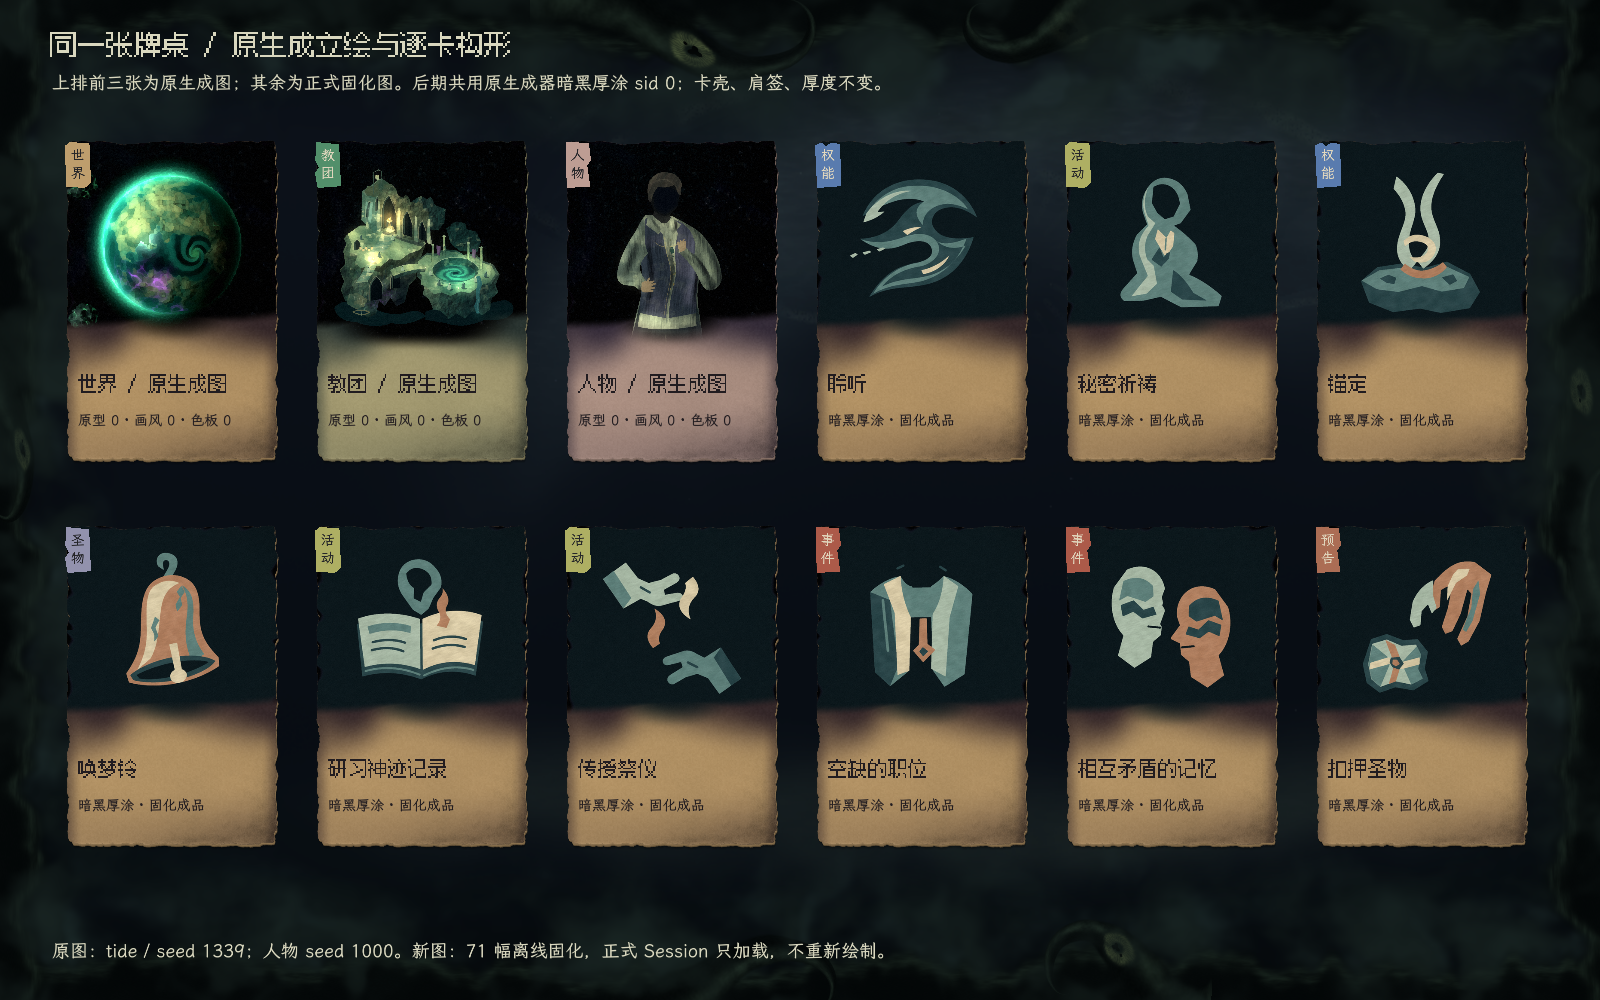 同一张牌桌 / 原生成立绘与逐卡构形
上排前三张为原生成图；其余为正式固化图。后期共用原生成器暗黑厚涂 sid 0；卡壳、肩签、厚度不变。
世界
世界 / 原生成图
原型 0·画风 0·色板 0
教团
教团 / 原生成图
原型 0·画风 0·色板 0
人物
人物 / 原生成图
原型 0·画风 0·色板 0
权能
聆听
暗黑厚涂·固化成品
活动
秘密祈祷
暗黑厚涂·固化成品
权能
锚定
暗黑厚涂·固化成品
圣物
唤梦铃
暗黑厚涂·固化成品
活动
研习神迹记录
暗黑厚涂·固化成品
活动
传授祭仪
暗黑厚涂·固化成品
事件
空缺的职位
暗黑厚涂·固化成品
事件
相互矛盾的记忆
暗黑厚涂·固化成品
预告
扣押圣物
暗黑厚涂·固化成品
原图：tide / seed 1339；人物 seed 1000。新图：71 幅离线固化，正式 Session 只加载，不重新绘制。